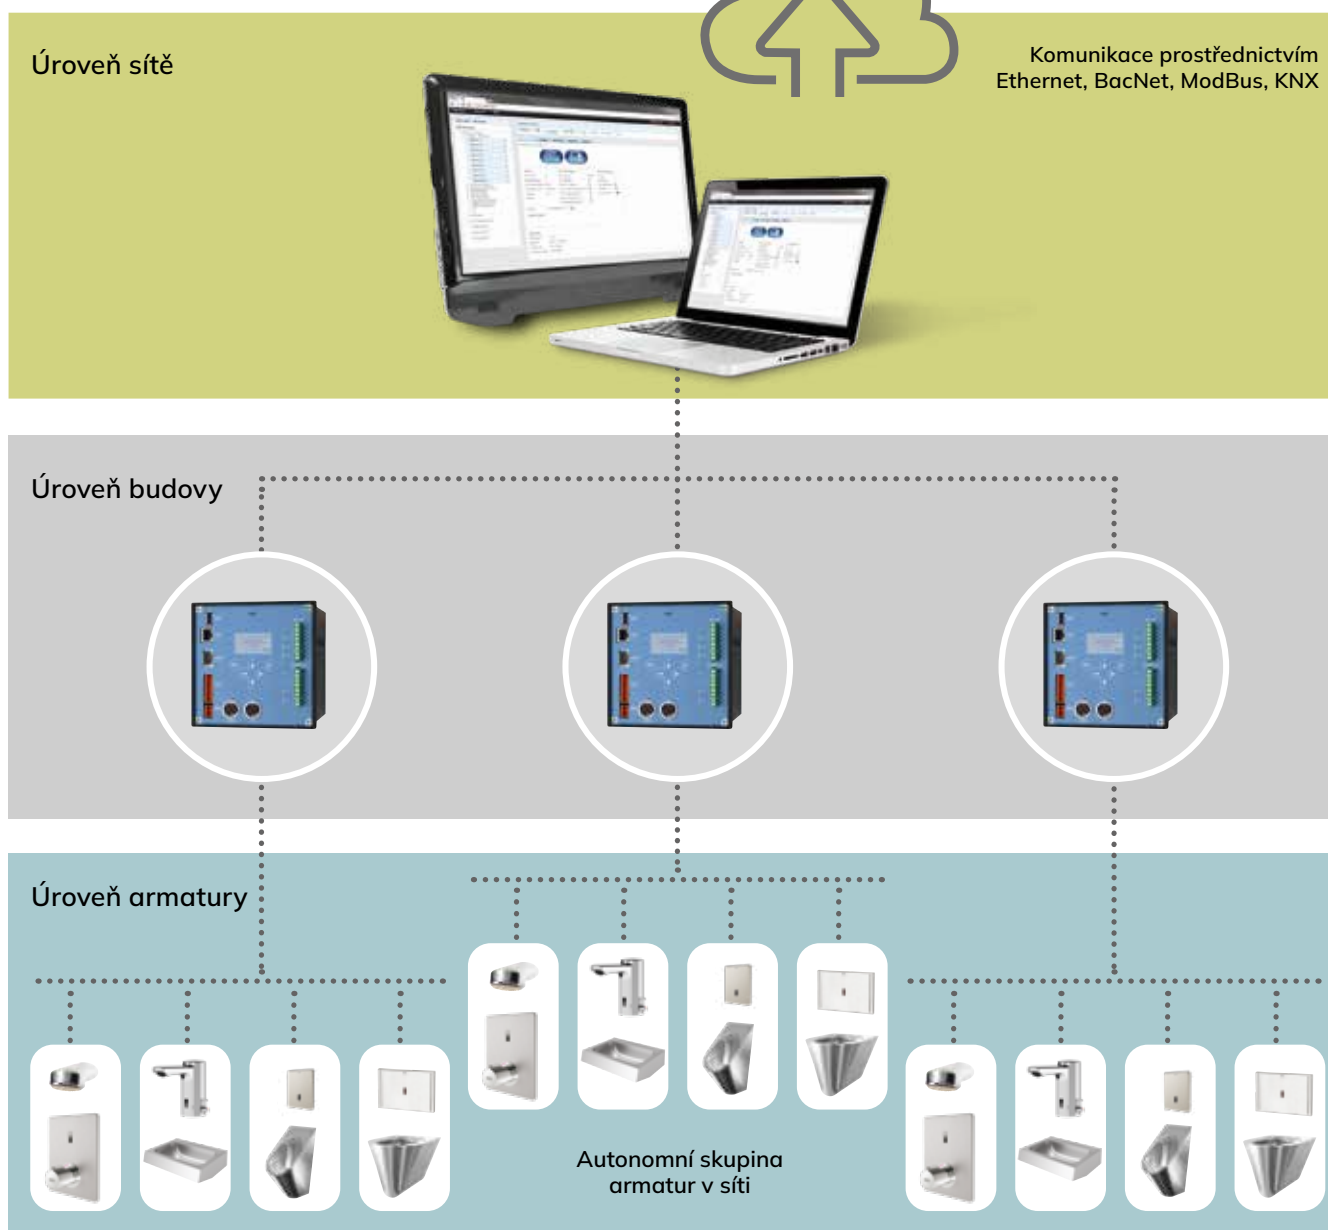 Úroveň sítě
Komunikace prostřednictvím
Ethernet, BacNet, ModBus, KNX
Úroveň budovy
Úroveň armatury
Autonomní skupina
armatur v síti